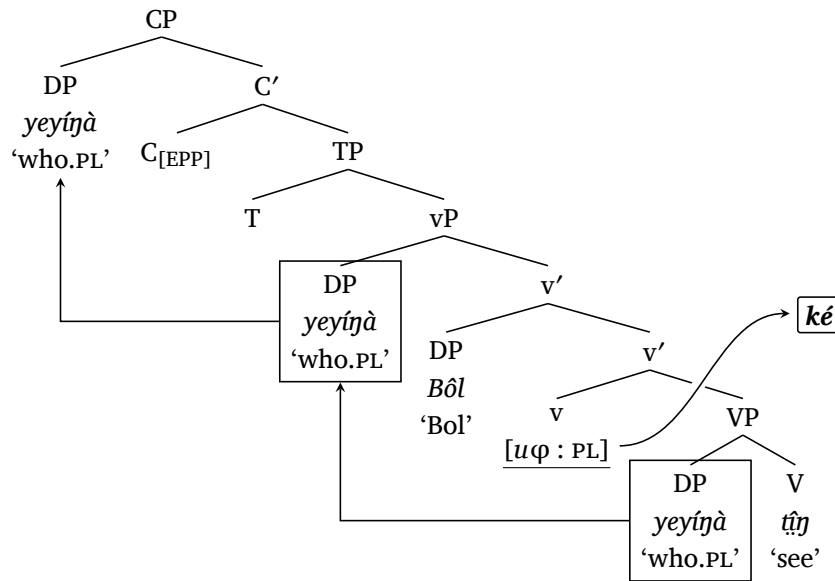 CP
DP C′
yeyíŋà
‘who.PL’ C[EPP] TP
T vP
DP v′
yeyíŋà
‘who.PL’ DP v′ ké
Bôl
‘Bol’ v VP
[uφ : PL]
DP V
yeyíŋà tı̤̂ŋ
‘who.PL’ ‘see’